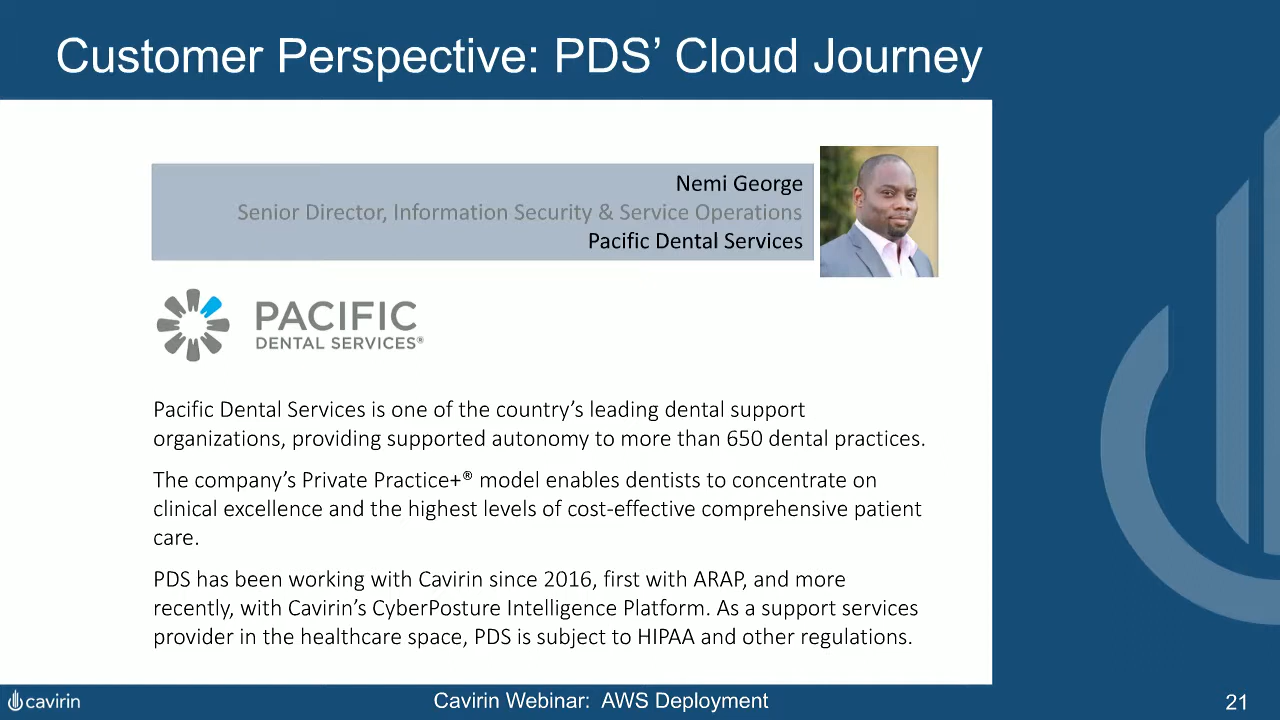 Customer Perspective: PDS’ Cloud Journey
Nemi George
Senior Director, Information Security & Service Operations
Pacific Dental Services
PACIFIC
DENTAL SERVICES®
Pacific Dental Services is one of the country’s leading dental support
organizations, providing supported autonomy to more than 650 dental practices.
The company’s Private Practice+® model enables dentists to concentrate on
clinical excellence and the highest levels of cost-effective comprehensive patient
care.
PDS has been working with Cavirin since 2016, first with ARAP, and more
recently, with Cavirin’s CyberPosture Intelligence Platform. As a support services
provider in the healthcare space, PDS is subject to HIPAA and other regulations.
cavirin
Cavirin Webinar: AWS Deployment
21